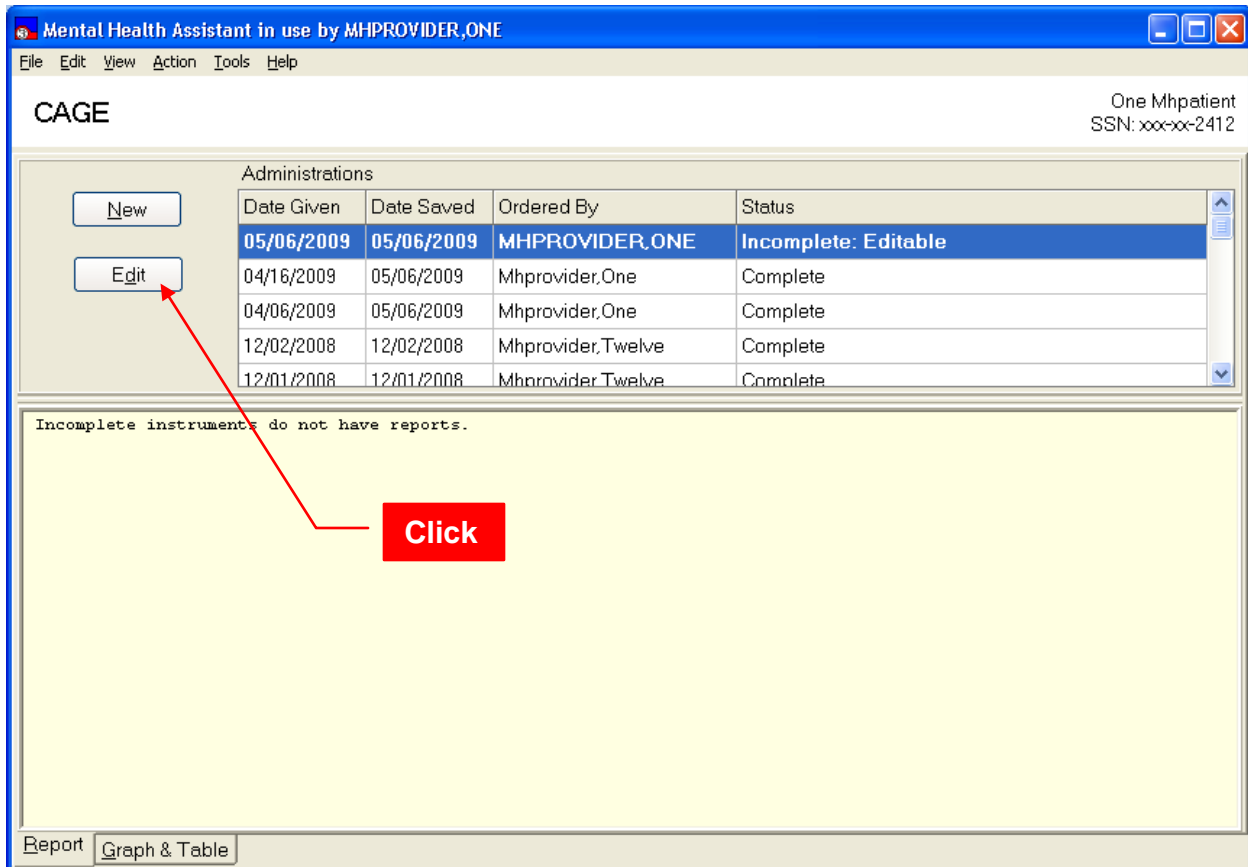 Mental Health Assistant in use by MHPROVIDER,ONE
File Edit View Action Tools Help
CAGE
One Mhpatient
SSN: xxx-xx-2412
New
Edit
Administrations
Date Given Date Saved Ordered By Status
05/06/2009 05/06/2009 MHPROVIDER,ONE Incomplete: Editable
04/16/2009 05/06/2009 Mhprovider,One Complete
04/06/2009 05/06/2009 Mhprovider,One Complete
12/02/2008 12/02/2008 Mhprovider,Twelve Complete
12/01/2008 12/01/2008 Mhprovider,Twelve Complete
Incomplete instruments do not have reports.
Click
Report Graph & Table